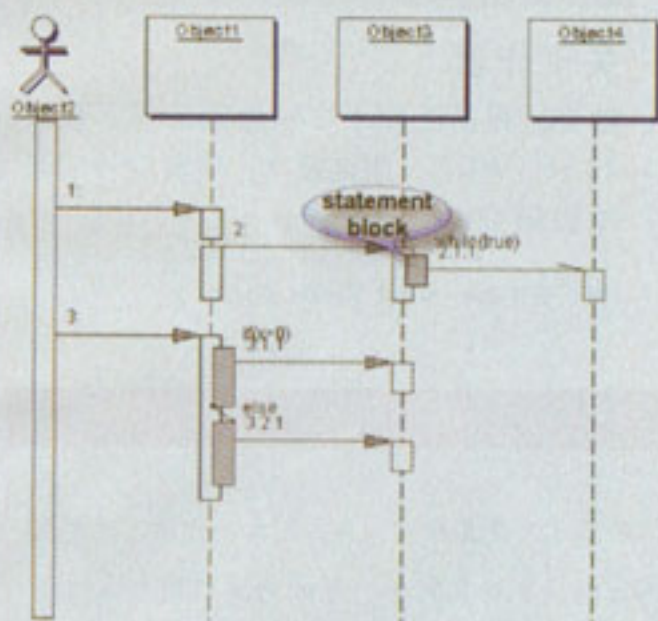 Object1
Object3
Object4
Object2
1:
2:
statement
block
while(true)
2.1.1
3:
3.1.1
else
3.2.1